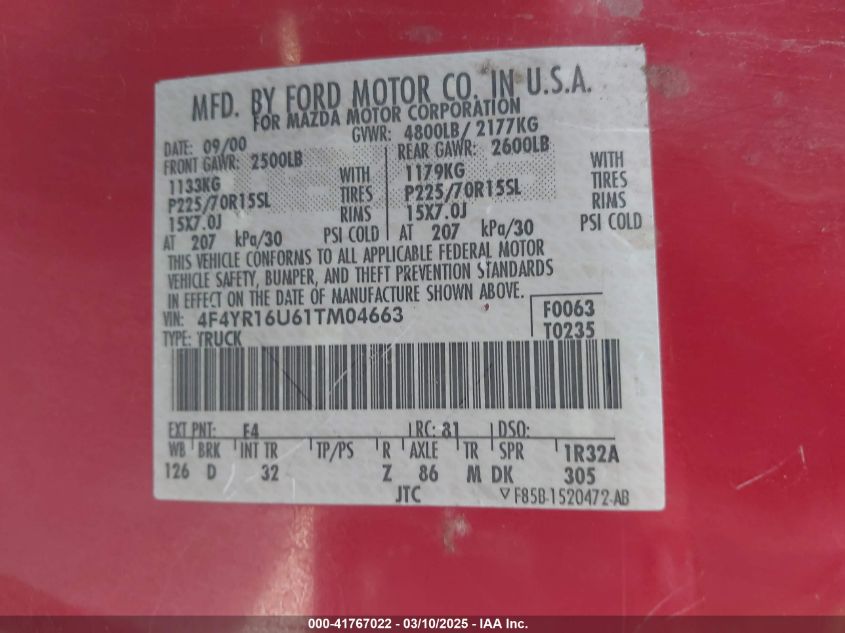 MFD. BY FORD MOTOR CO. IN U.S.A.
FOR MAZDA MOTOR CORPORATION
DATE: 09/00 GVWR: 4800LB/ 2177KG
FRONT GAWR: 2500LB REAR GAWR: 2600LB
1133KG WITH 1179KG WITH
P225/70R15SL TIRES P225/70R15SL TIRES
15X7.0J RIMS 15X7.0J RIMS
AT 207 kPa/30 PSI COLD AT 207 kPa/30 PSI COLD
THIS VEHICLE CONFORMS TO ALL APPLICABLE FEDERAL MOTOR
VEHICLE SAFETY, BUMPER, AND THEFT PREVENTION STANDARDS
IN EFFECT ON THE DATE OF MANUFACTURE SHOWN ABOVE.
VIN: 4F4YR16U61TM04663 F0063
TYPE: TRUCK T0235
EXT PNT: E4 RC: 81 DSO:
WB BRK INT TR TP/PS R AXLE TR SPR 1R32A
126 D 32 Z 86 M DK 305
JTC F85B-1520472-AB
000-41767022 — 03/10/2025 — IAA Inc.